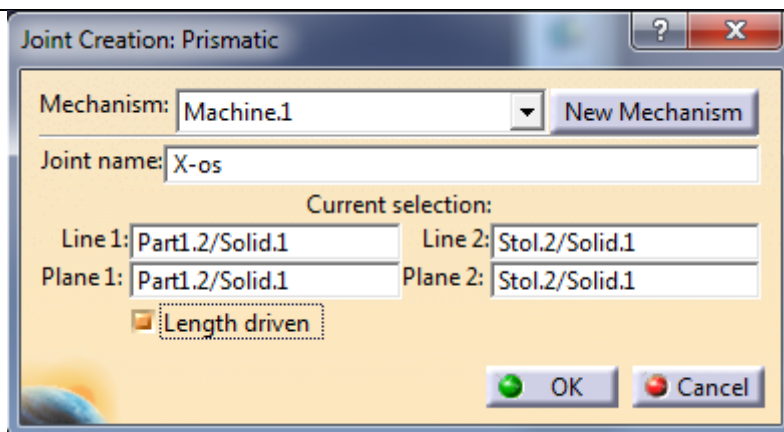 Joint Creation: Prismatic
Mechanism: Machine.1 New Mechanism
Joint name: X-os
Current selection:
Line 1: Part1.2/Solid.1 Line 2: Stol.2/Solid.1
Plane 1: Part1.2/Solid.1 Plane 2: Stol.2/Solid.1
Length driven
OK Cancel